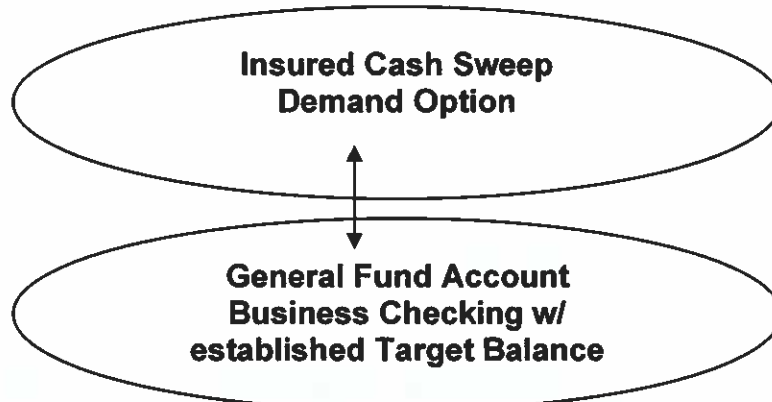 Insured Cash Sweep
Demand Option
General Fund Account
Business Checking w/
established Target Balance